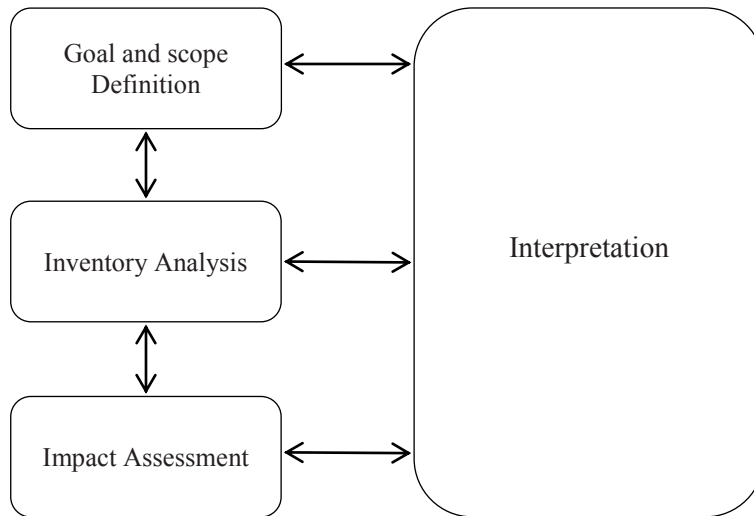 Goal and scope
Definition
Inventory Analysis
Interpretation
Impact Assessment